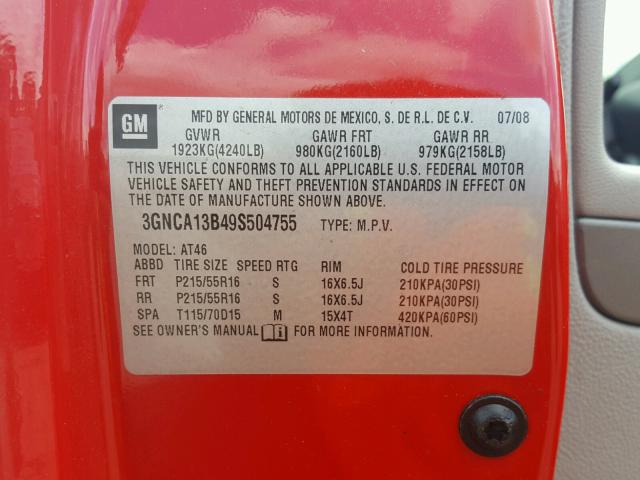 GM MFD BY GENERAL MOTORS DE MEXICO, S. DE R.L. DE C.V. 07/08
GVWR GAWR FRT GAWR RR
1923KG(4240LB) 980KG(2160LB) 979KG(2158LB)
THIS VEHICLE CONFORMS TO ALL APPLICABLE U.S. FEDERAL MOTOR
VEHICLE SAFETY AND THEFT PREVENTION STANDARDS IN EFFECT ON
THE DATE OF MANUFACTURE SHOWN ABOVE.
3GNCA13B49S504755 TYPE: M.P.V.
MODEL: AT46
ABBD TIRE SIZE SPEED RTG RIM COLD TIRE PRESSURE
FRT P215/55R16 S 16X6.5J 210KPA(30PSI)
RR P215/55R16 S 16X6.5J 210KPA(30PSI)
SPA T115/70D15 M 15X4T 420KPA(60PSI)
SEE OWNER'S MANUAL FOR MORE INFORMATION.